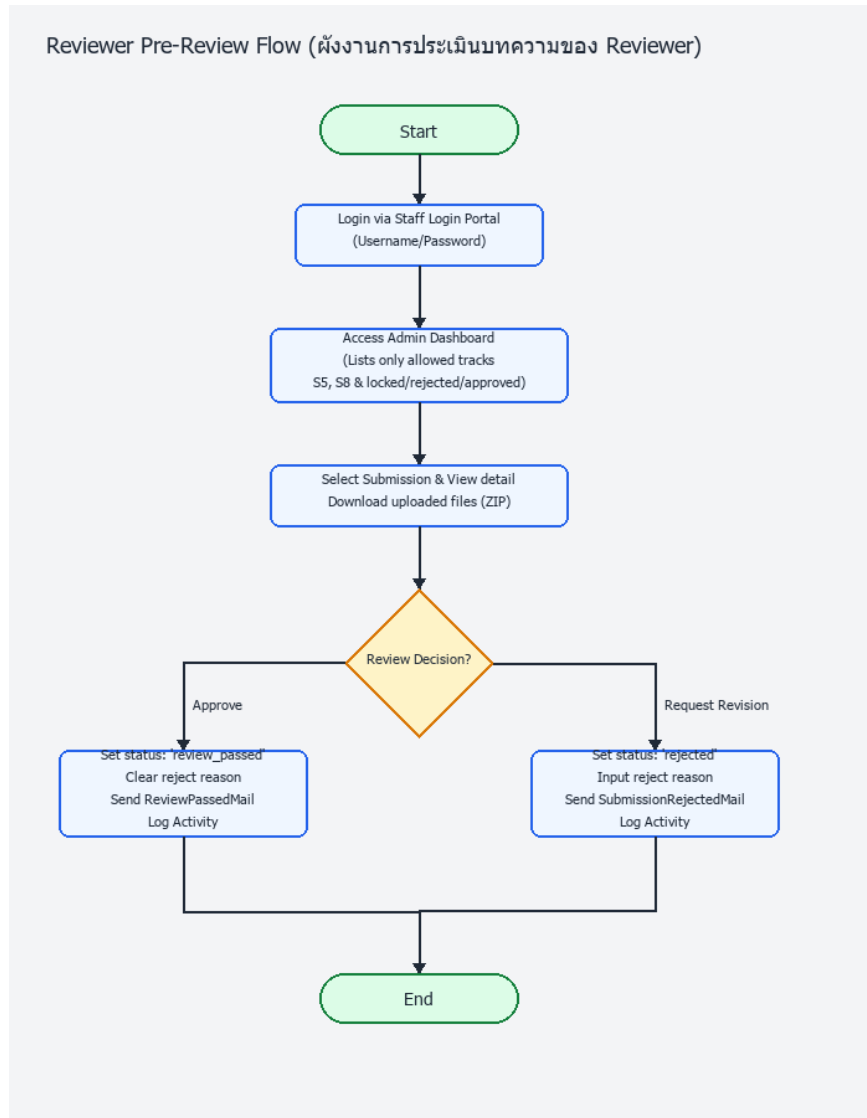 Reviewer Pre-Review Flow (ผังงานการประเมินบทความของ Reviewer)
Start
Login via Staff Login Portal
(Username/Password)
Access Admin Dashboard
(Lists only allowed tracks
S5, S8 & locked/rejected/approved)
Select Submission & View detail
Download uploaded files (ZIP)
Review Decision?
Approve
Request Revision
Set status: 'review_passed'
Clear reject reason
Send ReviewPassedMail
Log Activity
Set status: 'rejected'
Input reject reason
Send SubmissionRejectedMail
Log Activity
End